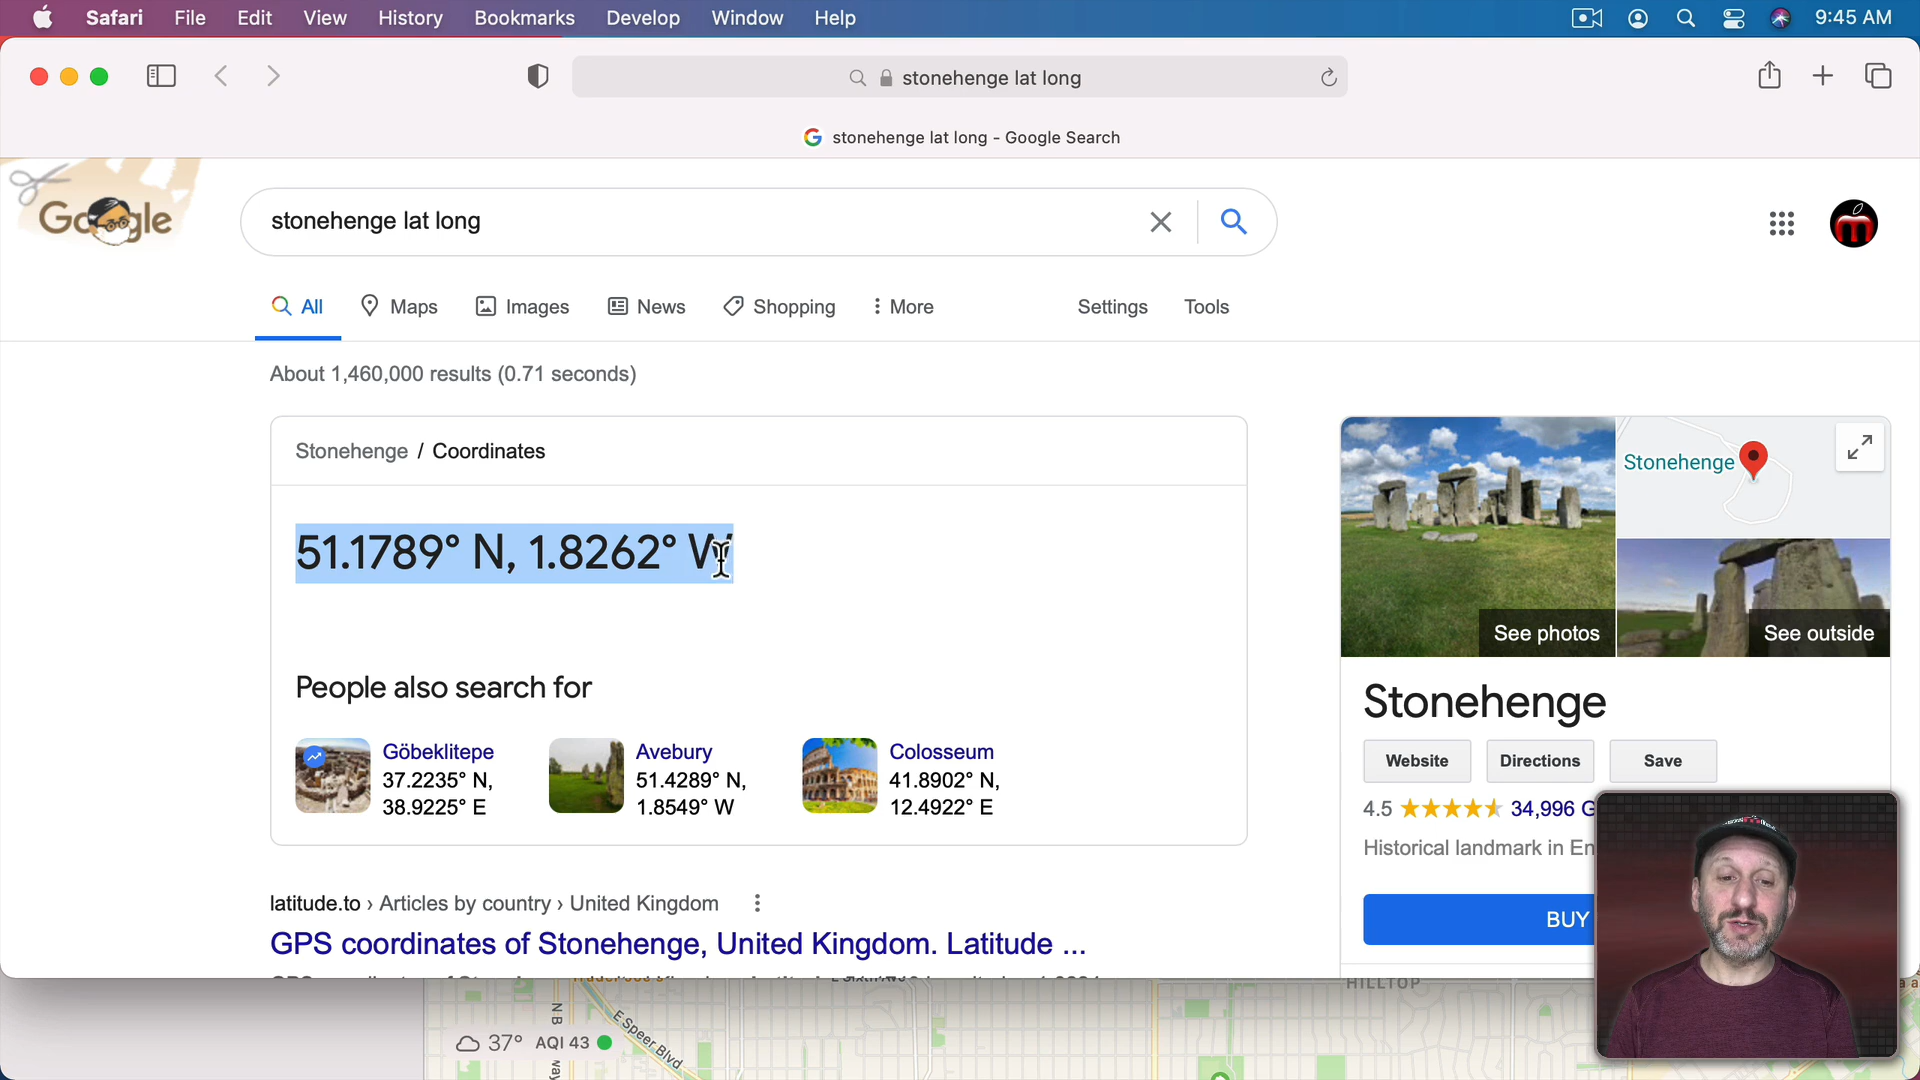 Safari File Edit View History Bookmarks Develop Window Help 9:45 AM
stonehenge lat long
stonehenge lat long - Google Search
Google
stonehenge lat long
All Maps Images News Shopping More Settings Tools
About 1,460,000 results (0.71 seconds)
Stonehenge / Coordinates
51.1789° N, 1.8262° W
People also search for
Göbeklitepe
37.2235° N,
38.9225° E
Avebury
51.4289° N,
1.8549° W
Colosseum
41.8902° N,
12.4922° E
latitude.to › Articles by country › United Kingdom
GPS coordinates of Stonehenge, United Kingdom. Latitude ...
Stonehenge
See photos
See outside
Stonehenge
Website Directions Save
4.5 34,996 G
Historical landmark in En
BUY
HILLTOP
E Speer Blvd
N B
way
37° AQI 43